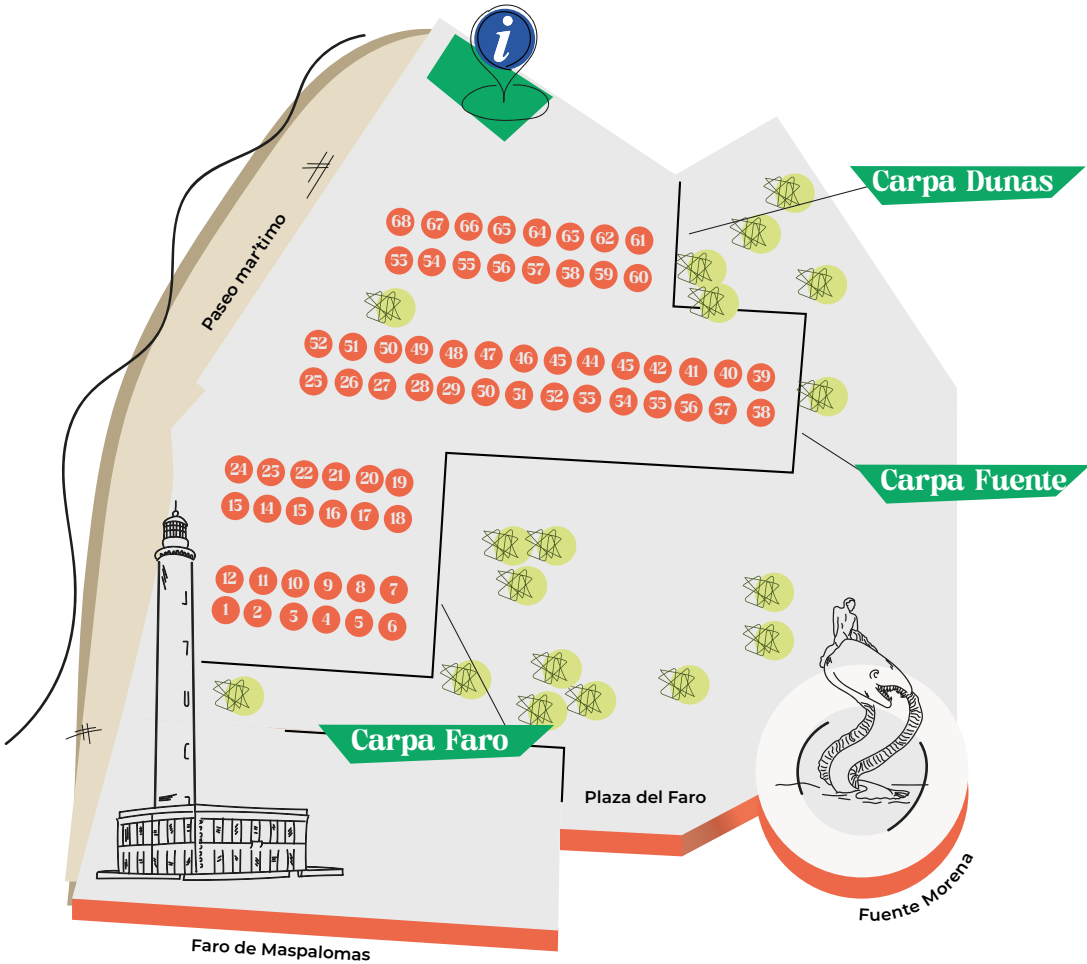 i
Carpa Dunas
Paseo mar'timo
68 67 66 65 64 63 62 61
53 54 55 56 57 58 59 60
52 51 50 49 48 47 46 45 44 43 42 41 40 39
25 26 27 28 29 30 31 32 33 34 35 36 37 38
Carpa Fuente
24 23 22 21 20 19
13 14 15 16 17 18
12 11 10 9 8 7
1 2 3 4 5 6
Carpa Faro
Plaza del Faro
Fuente Morena
Faro de Maspalomas